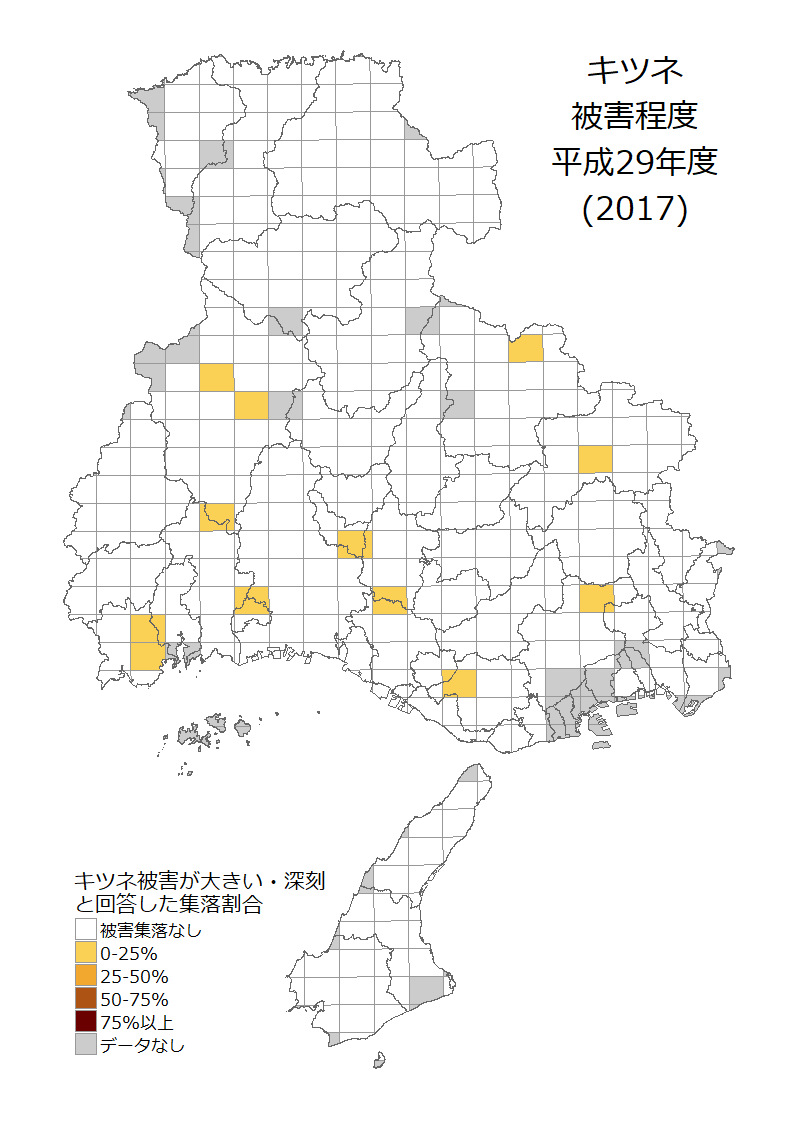 キツネ
被害程度
平成29年度
(2017)
キツネ被害が大きい・深刻
と回答した集落割合
被害集落なし
0-25%
25-50%
50-75%
75%以上
データなし